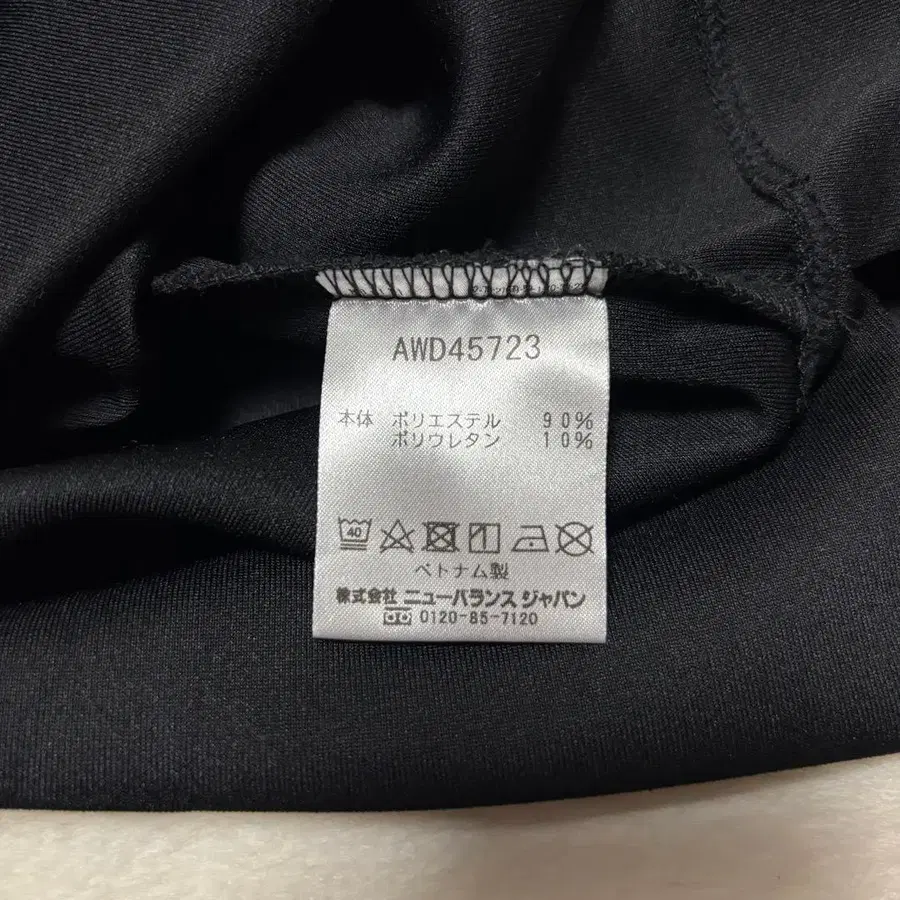 AWD45723
本体 ポリエステル 90%
ポリウレタン 10%
40
ベトナム製
株式会社 ニューバランス ジャパン
0120-85-7120